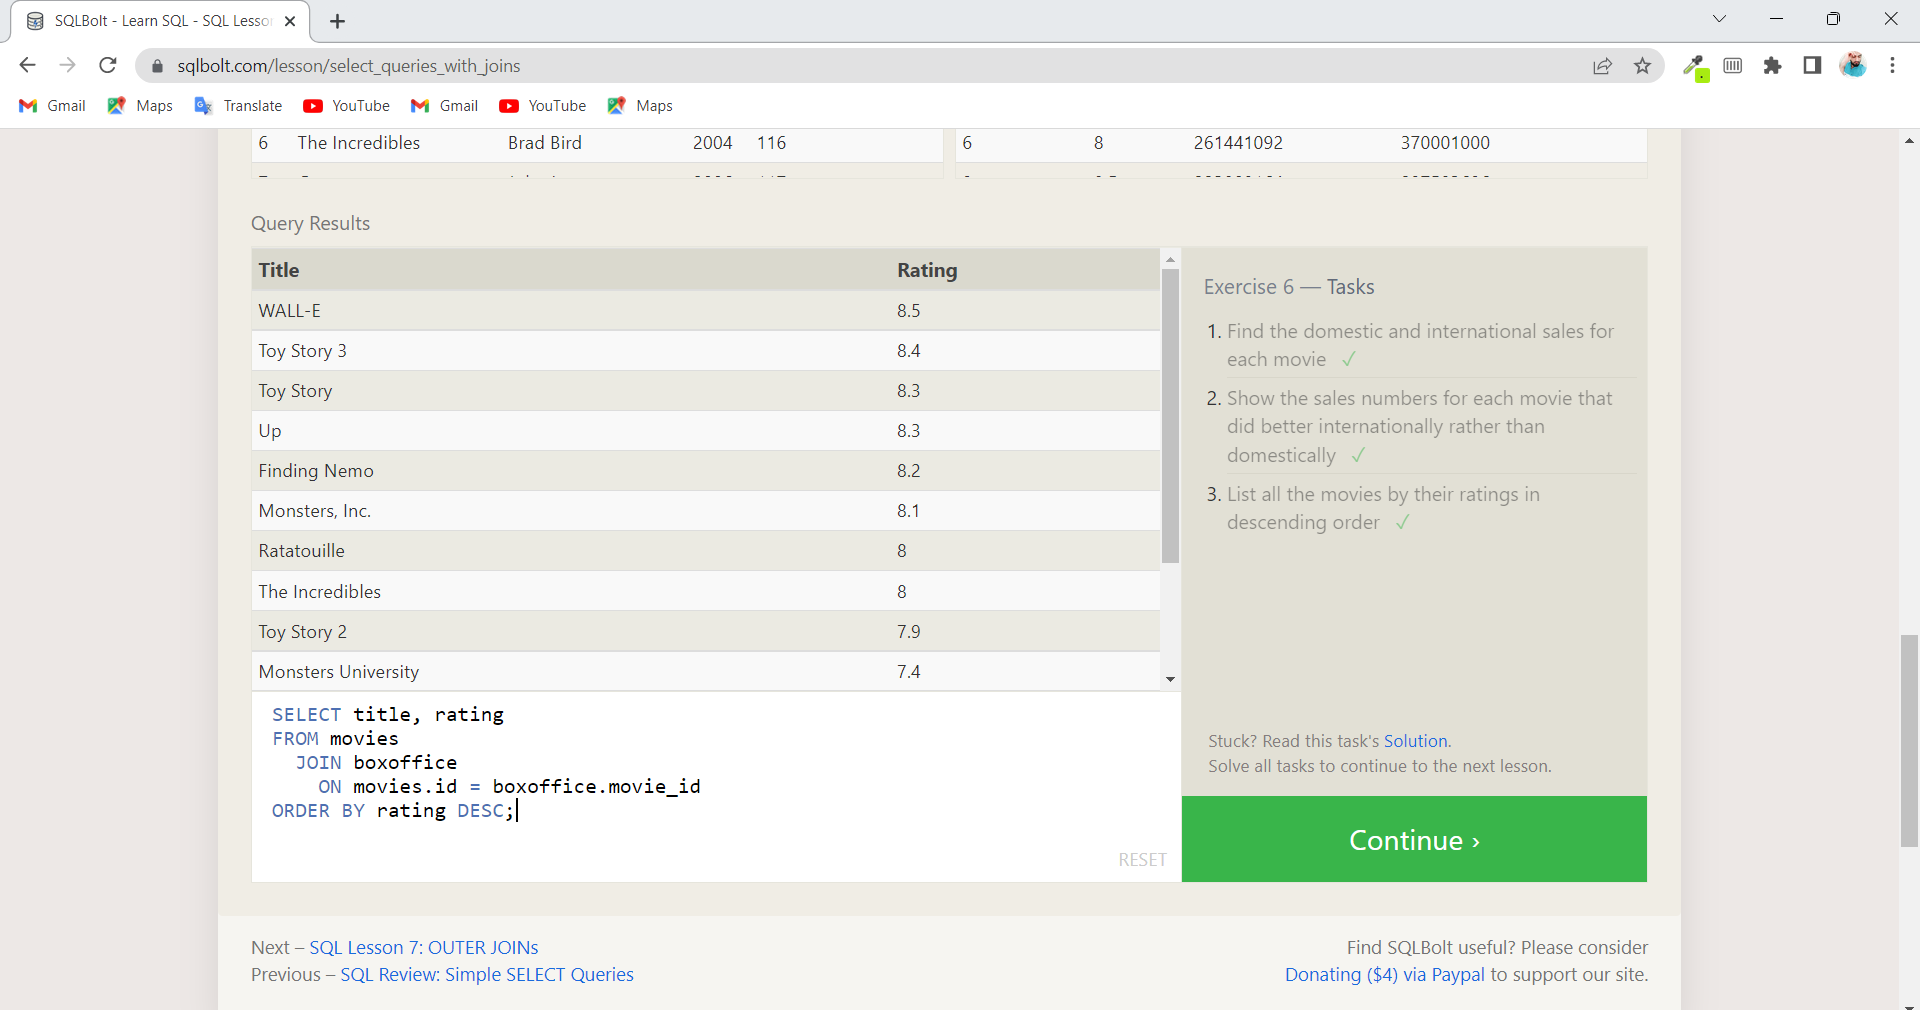 SQLBolt - Learn SQL - SQL Lesso
sqlbolt.com/lesson/select_queries_with_joins
Gmail Maps Translate YouTube Gmail YouTube Maps
6 The Incredibles Brad Bird 2004 116 6 8 261441092 370001000
Query Results
Title Rating
WALL-E 8.5
Toy Story 3 8.4
Toy Story 8.3
Up 8.3
Finding Nemo 8.2
Monsters, Inc. 8.1
Ratatouille 8
The Incredibles 8
Toy Story 2 7.9
Monsters University 7.4
SELECT title, rating
FROM movies
JOIN boxoffice
ON movies.id = boxoffice.movie_id
ORDER BY rating DESC;
RESET
Exercise 6 — Tasks
1. Find the domestic and international sales for
each movie ✓
2. Show the sales numbers for each movie that
did better internationally rather than
domestically ✓
3. List all the movies by their ratings in
descending order ✓
Stuck? Read this task's Solution.
Solve all tasks to continue to the next lesson.
Continue ›
Next – SQL Lesson 7: OUTER JOINs
Previous – SQL Review: Simple SELECT Queries
Find SQLBolt useful? Please consider
Donating ($4) via Paypal to support our site.